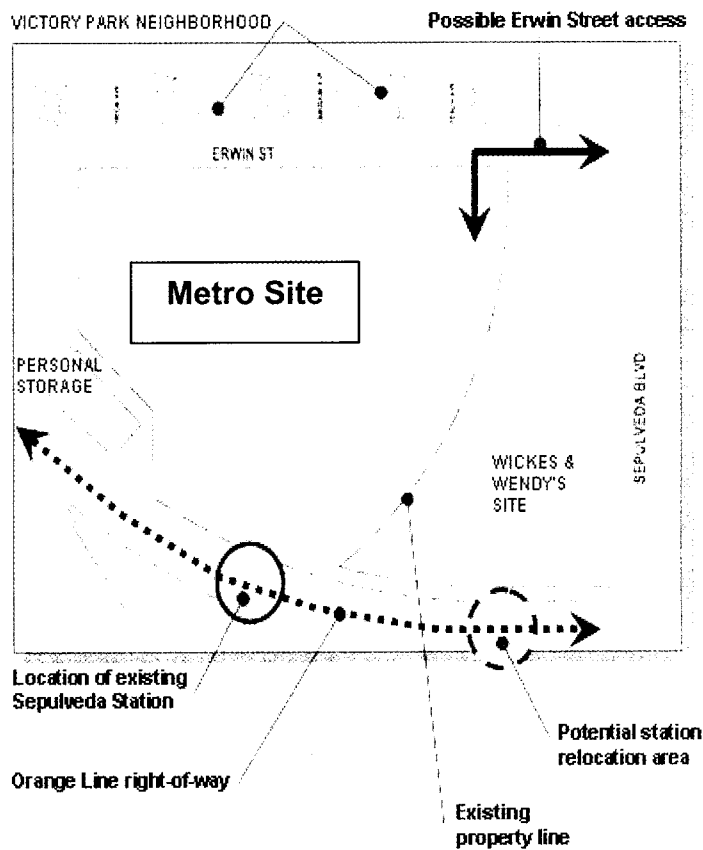 VICTORY PARK NEIGHBORHOOD
Possible Erwin Street access
ERWIN ST
Metro Site
PERSONAL
STORAGE
SEPULVEDA BLVD
WICKES &
WENDY'S
SITE
Location of existing
Sepulveda Station
Potential station
relocation area
Orange Line right-of-way
Existing
property line